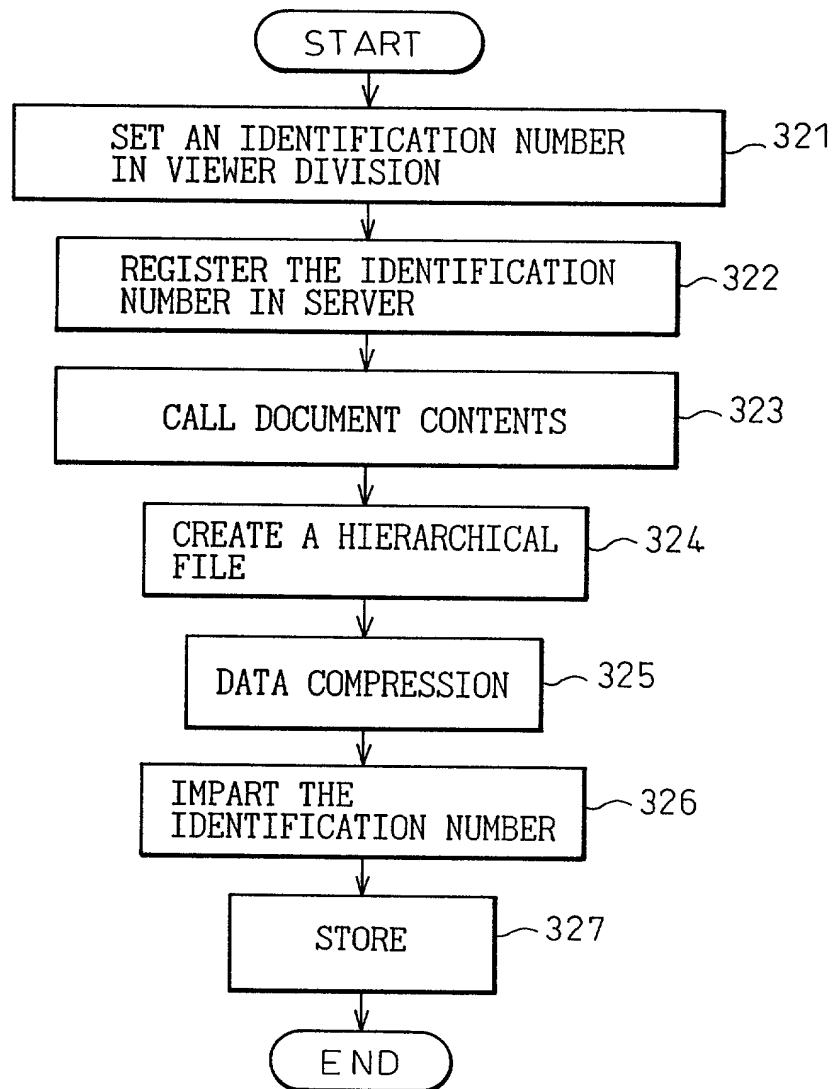 START
SET AN IDENTIFICATION NUMBER
IN VIEWER DIVISION
321
REGISTER THE IDENTIFICATION
NUMBER IN SERVER
322
CALL DOCUMENT CONTENTS
323
CREATE A HIERARCHICAL
FILE
324
DATA COMPRESSION
325
IMPART THE
IDENTIFICATION NUMBER
326
STORE
327
END